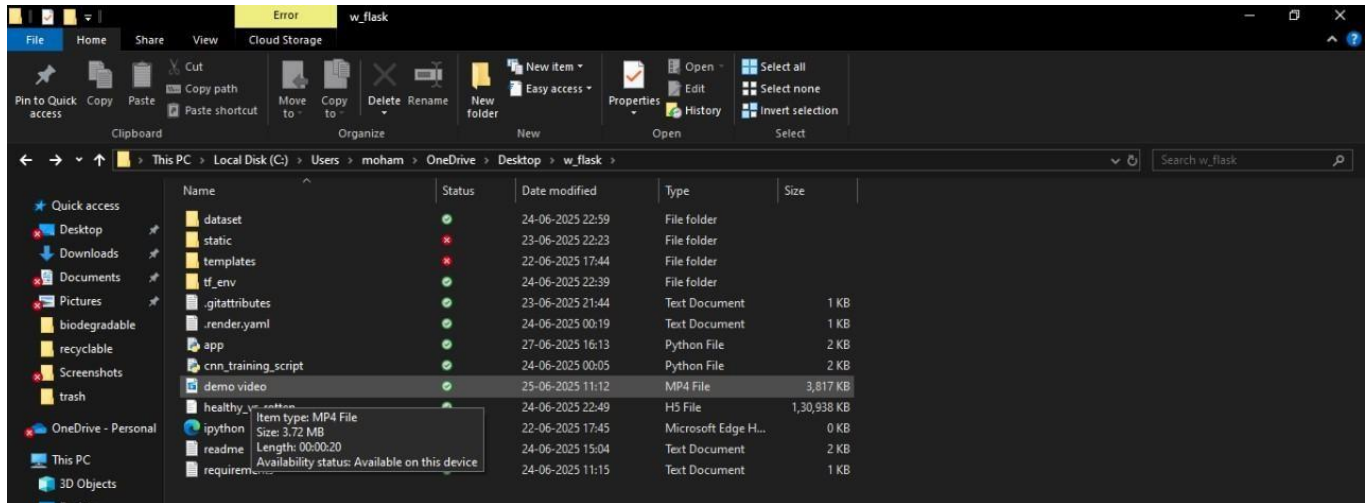 Error w_flask
File Home Share View Cloud Storage
Pin to Quick access
Copy
Paste
Cut
Copy path
Paste shortcut
Clipboard
Move to
Copy to
Delete
Rename
Organize
New folder
New item
Easy access
New
Properties
Open
Edit
History
Open
Select all
Select none
Invert selection
Select
This PC > Local Disk (C:) > Users > moham > OneDrive > Desktop > w_flask >
Search w_flask
Quick access
Desktop
Downloads
Documents
Pictures
biodegradable
recyclable
Screenshots
trash
OneDrive - Personal
This PC
3D Objects
Name Status Date modified Type Size
dataset 24-06-2025 22:59 File folder
static 23-06-2025 22:23 File folder
templates 22-06-2025 17:44 File folder
tf_env 24-06-2025 22:39 File folder
.gitattributes 23-06-2025 21:44 Text Document 1 KB
.render.yaml 24-06-2025 00:19 Text Document 1 KB
app 27-06-2025 16:13 Python File 2 KB
cnn_training_script 24-06-2025 00:05 Python File 2 KB
demo video 25-06-2025 11:12 MP4 File 3,817 KB
24-06-2025 22:49 H5 File 1,30,938 KB
ipython 22-06-2025 17:45 Microsoft Edge H... 0 KB
readme 24-06-2025 15:04 Text Document 2 KB
24-06-2025 11:15 Text Document 1 KB
Item type: MP4 File
Size: 3.72 MB
Length: 00:00:20
Availability status: Available on this device